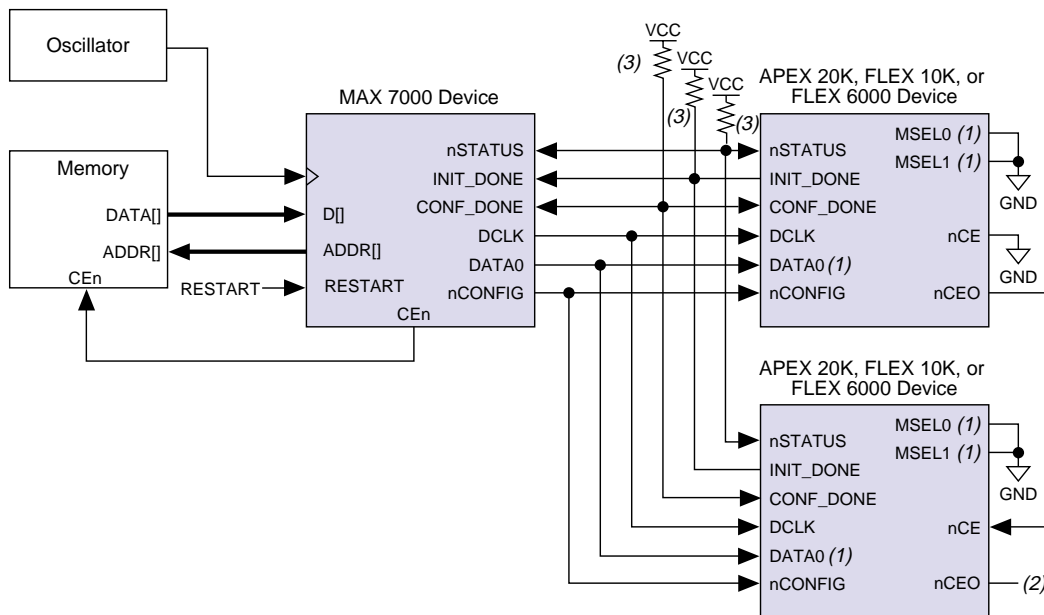 Oscillator
VCC
(3)
VCC
(3)
VCC
(3)
MAX 7000 Device
nSTATUS
INIT_DONE
CONF_DONE
DCLK
DATA0
nCONFIG
D[]
ADDR[]
RESTART
CEn
Memory
DATA[]
ADDR[]
CEn
RESTART
APEX 20K, FLEX 10K, or
FLEX 6000 Device
MSEL0 (1)
MSEL1 (1)
GND
nSTATUS
INIT_DONE
CONF_DONE
DCLK
DATA0 (1)
nCONFIG
nCE
GND
nCEO
APEX 20K, FLEX 10K, or
FLEX 6000 Device
MSEL0 (1)
MSEL1 (1)
GND
nSTATUS
INIT_DONE
CONF_DONE
DCLK
DATA0 (1)
nCONFIG
nCE
nCEO
(2)